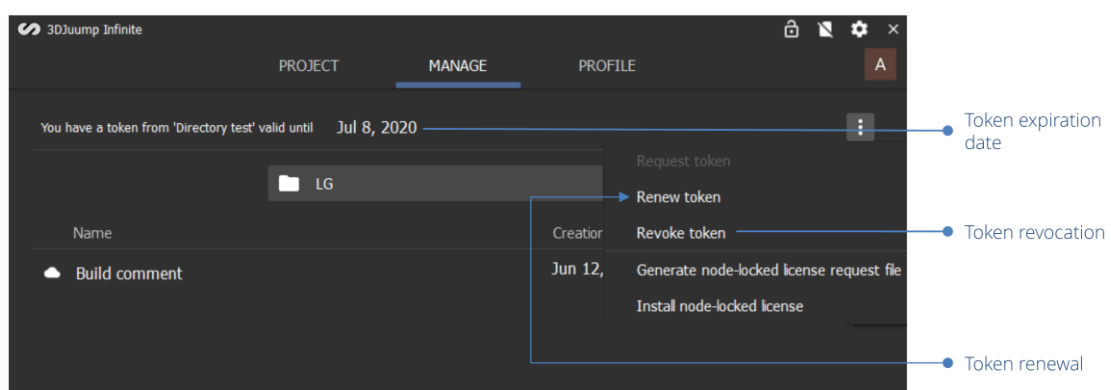 3DJuump Infinite
PROJECT MANAGE PROFILE A
You have a token from 'Directory test' valid until Jul 8, 2020
Token expiration
date
Request token
LG
Renew token
Name Creation
Revoke token
Token revocation
Build comment Jun 12,
Generate node-locked license request file
Install node-locked license
Token renewal